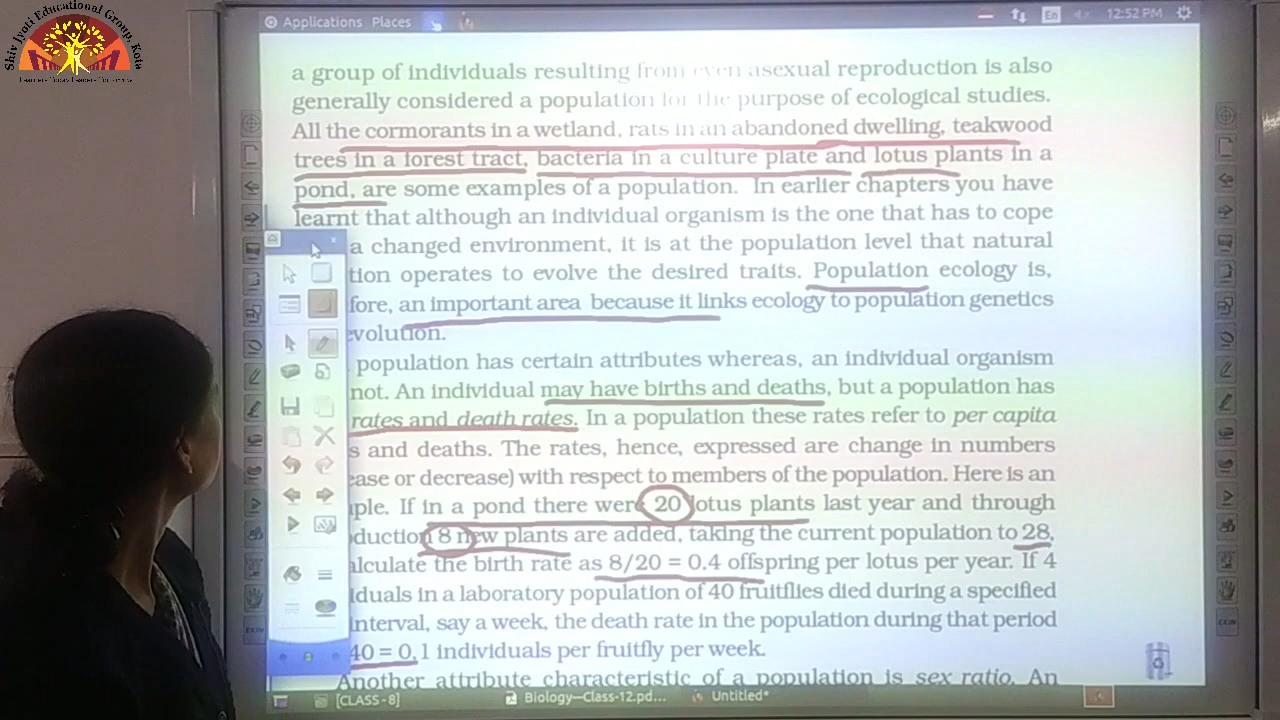 Shiv Jyoti Educational Group, Kota
Learners Today Leaders Tomorrow
Applications Places
En
12:52 PM
a group of individuals resulting from even asexual reproduction is also
generally considered a population for the purpose of ecological studies.
All the cormorants in a wetland, rats in an abandoned dwelling, teakwood
trees in a forest tract, bacteria in a culture plate and lotus plants in a
pond, are some examples of a population. In earlier chapters you have
learnt that although an individual organism is the one that has to cope
a changed environment, it is at the population level that natural
tion operates to evolve the desired traits. Population ecology is,
fore, an important area because it links ecology to population genetics
volution.
population has certain attributes whereas, an individual organism
not. An individual may have births and deaths, but a population has
rates and death rates. In a population these rates refer to per capita
s and deaths. The rates, hence, expressed are change in numbers
ease or decrease) with respect to members of the population. Here is an
ple. If in a pond there were 20 lotus plants last year and through
duction 8 new plants are added, taking the current population to 28,
alculate the birth rate as 8/20 = 0.4 offspring per lotus per year. If 4
iduals in a laboratory population of 40 fruitflies died during a specified
interval, say a week, the death rate in the population during that period
40 = 0.1 individuals per fruitfly per week.
Another attribute characteristic of a population is sex ratio. An
[CLASS - 8]
Biology—Class-12.pd...
Untitled*